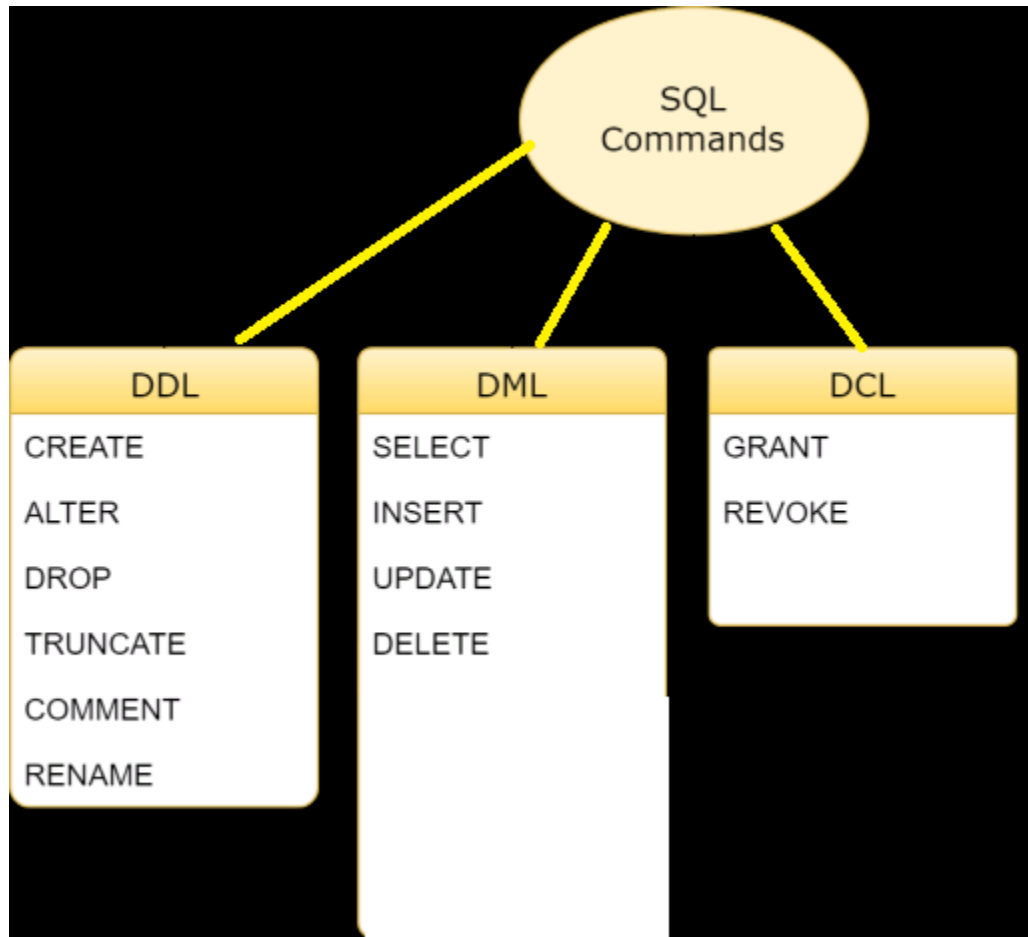 SQL
Commands
DDL
CREATE
ALTER
DROP
TRUNCATE
COMMENT
RENAME
DML
SELECT
INSERT
UPDATE
DELETE
DCL
GRANT
REVOKE